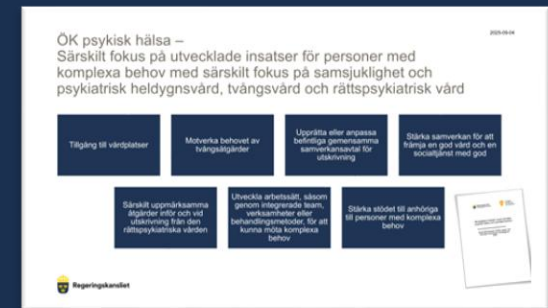 2025-09-04
ÖK psykisk hälsa –
Särskilt fokus på utvecklade insatser för personer med
komplexa behov med särskilt fokus på samsjuklighet och
psykiatrisk heldygnsvård, tvångsvård och rättspsykiatrisk vård
Tillgång till vårdplatser
Motverka behovet av
tvångsåtgärder
Upprätta eller anpassa
befintliga gemensamma
samverkansavtal för
utskrivning
Stärka samverkan för att
främja en god vård och en
socialtjänst med god
Särskilt uppmärksamma
åtgärder inför och vid
utskrivning från den
rättspsykiatriska vården
Utveckla arbetssätt, såsom
genom integrerade team,
verksamheter eller
behandlingsmetoder, för att
kunna möta komplexa
behov
Stärka stödet till anhöriga
till personer med komplexa
behov
Regeringskansliet